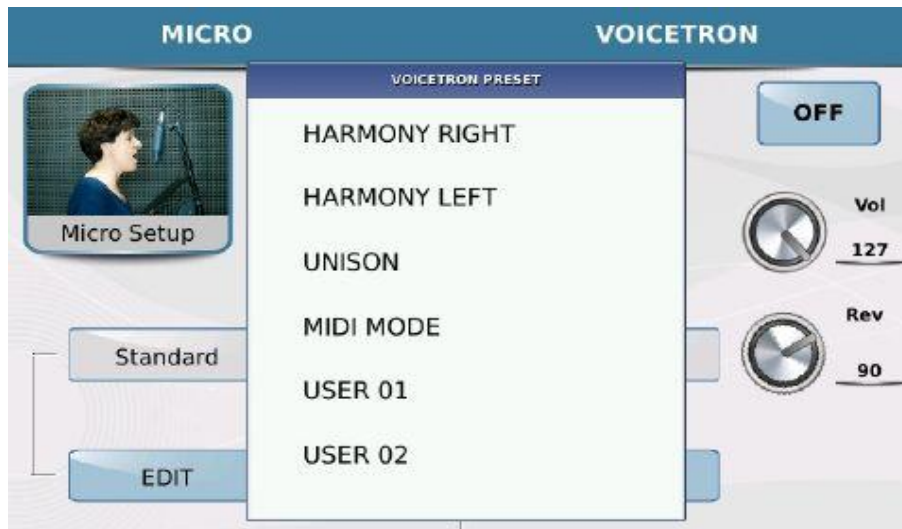 MICRO
VOICETRON
VOICETRON PRESET
HARMONY RIGHT
HARMONY LEFT
UNISON
MIDI MODE
USER 01
USER 02
Micro Setup
Standard
EDIT
OFF
Vol
127
Rev
90